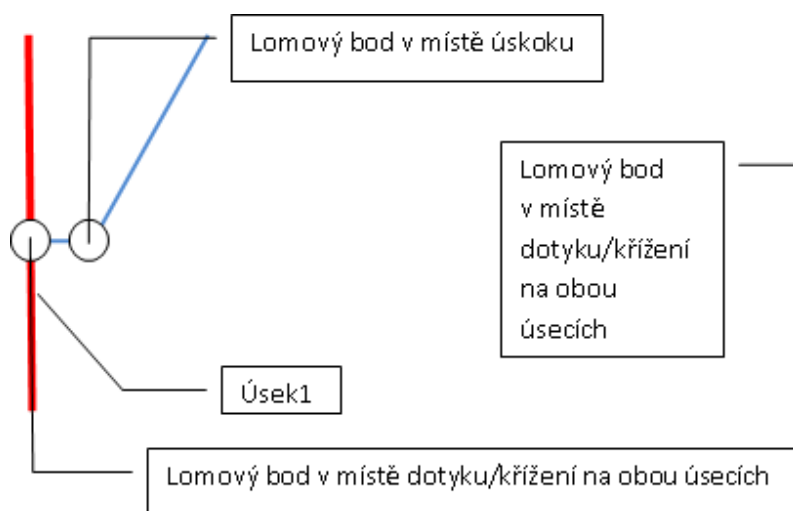 Lomový bod v místě úskoku
Lomový bod
v místě
dotyku/křížení
na obou
úsecích
Úsek1
Lomový bod v místě dotyku/křížení na obou úsecích